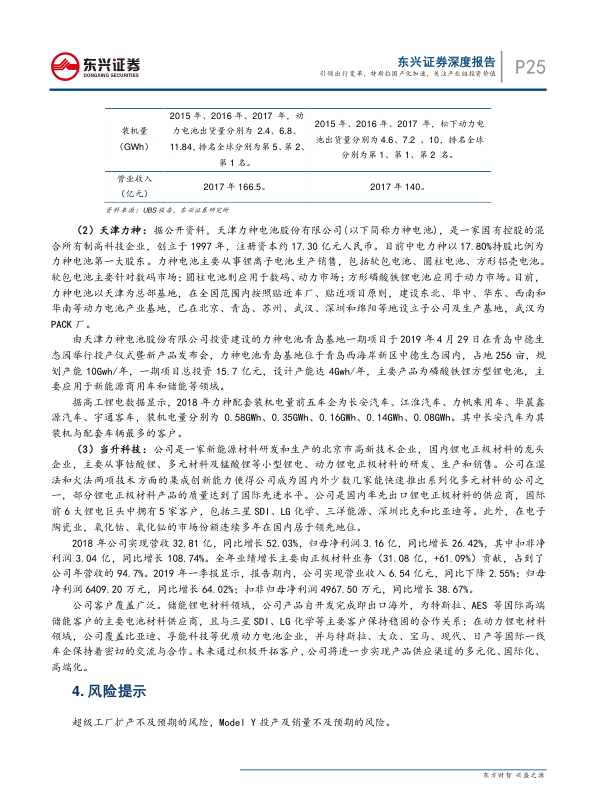 东兴证券
DONGXING SECURITIES
东兴证券深度报告
引领出行变革，特斯拉国产化加速，关注产业链投资价值
P25
装机量
（GWh）
2015 年、2016 年、2017 年，动
力电池出货量分别为 2.4、6.8、
11.84，排名全球分别为第 5、第 2、
第 1 名。
2015 年、2016 年、2017 年，松下动力电
池出货量分别为 4.6、7.2 、10，排名全球
分别为第 1、第 1、第 2 名。
营业收入
（亿元）
2017 年 166.5。
2017 年 140。
资料来源：UBS 报告，东兴证券研究所
（2）天津力神：据公开资料，天津力神电池股份有限公司(以下简称力神电池)，是一家国有控股的混
合所有制高科技企业，创立于 1997 年，注册资本约 17.30 亿元人民币。目前中电力神以 17.80%持股比例为
力神电池第一大股东。力神电池主要从事锂离子电池生产销售，包括软包电池、圆柱电池、方形铝壳电池。
软包电池主要针对数码市场；圆柱电池则应用于数码、动力市场；方形磷酸铁锂电池应用于动力市场。目前，
力神电池以天津为总部基地，在全国范围内按照贴近车厂、贴近项目原则，建设东北、华中、华东、西南和
华南等动力电池产业基地，已在北京、青岛、苏州、武汉、深圳和绵阳等地设立子公司及生产基地，武汉为
PACK 厂。
由天津力神电池股份有限公司投资建设的力神电池青岛基地一期项目于 2019 年 4 月 29 日在青岛中德生
态园举行投产仪式暨新产品发布会，力神电池青岛基地位于青岛西海岸新区中德生态园内，占地 256 亩，规
划产能 10Gwh/年，一期项目总投资 15.7 亿元，设计产能达 4Gwh/年，主要产品为磷酸铁锂方型锂电池，主
要应用于新能源商用车和储能等领域。
据高工锂电数据显示，2018 年力神配套装机电量前五车企为长安汽车、江淮汽车、力帆乘用车、华晨鑫
源汽车、宇通客车，装机电量分别为 0.58GWh、0.35GWh、0.16GWh、0.14GWh、0.08GWh。其中长安汽车为其
装机与配套车辆最多的客户。
（3）当升科技：公司是一家新能源材料研发和生产的北京市高新技术企业，国内锂电正极材料的龙头
企业，主要从事钴酸锂、多元材料及锰酸锂等小型锂电、动力锂电正极材料的研发、生产和销售。公司在湿
法和火法两项技术方面的集成创新能力使得公司成为国内外少数几家能快速推出系列化多元材料的公司之
一，部分锂电正极材料产品的质量达到了国际先进水平。公司是国内率先出口锂电正极材料的供应商，国际
前 6 大锂电巨头中拥有 5 家客户，包括三星 SDI、LG 化学、三洋能源、深圳比克和比亚迪等。此外，在电子
陶瓷业，氧化钴、氧化铋的市场份额连续多年在国内居于领先地位。
2018 年公司实现营收 32.81 亿，同比增长 52.03%，归母净利润 3.16 亿，同比增长 26.42%，其中扣非净
利润 3.04 亿，同比增长 108.74%。全年业绩增长主要由正极材料业务（31.08 亿，+61.09%）贡献，占到了
公司年营收的 94.7%。2019 年一季报显示，报告期内，公司实现营业收入 6.54 亿元，同比下降 2.55%；归母
净利润 6409.20 万元，同比增长 64.02%；扣非归母净利润 4967.50 万元，同比增长 38.67%。
公司客户覆盖广泛。储能锂电材料领域，公司产品自开发完成即出口海外，为特斯拉、AES 等国际高端
储能客户的主要电池材料供应商，且与三星 SDI、LG 化学等主要客户保持稳固的合作关系；在动力锂电材料
领域，公司覆盖比亚迪、孚能科技等优质动力电池企业，并与特斯拉、大众、宝马、现代、日产等国际一线
车企保持着密切的交流与合作。未来通过积极开拓客户，公司将进一步实现产品供应渠道的多元化、国际化、
高端化。
4.风险提示
超级工厂扩产不及预期的风险，Model Y 投产及销量不及预期的风险。
东方财智 兴盛之源